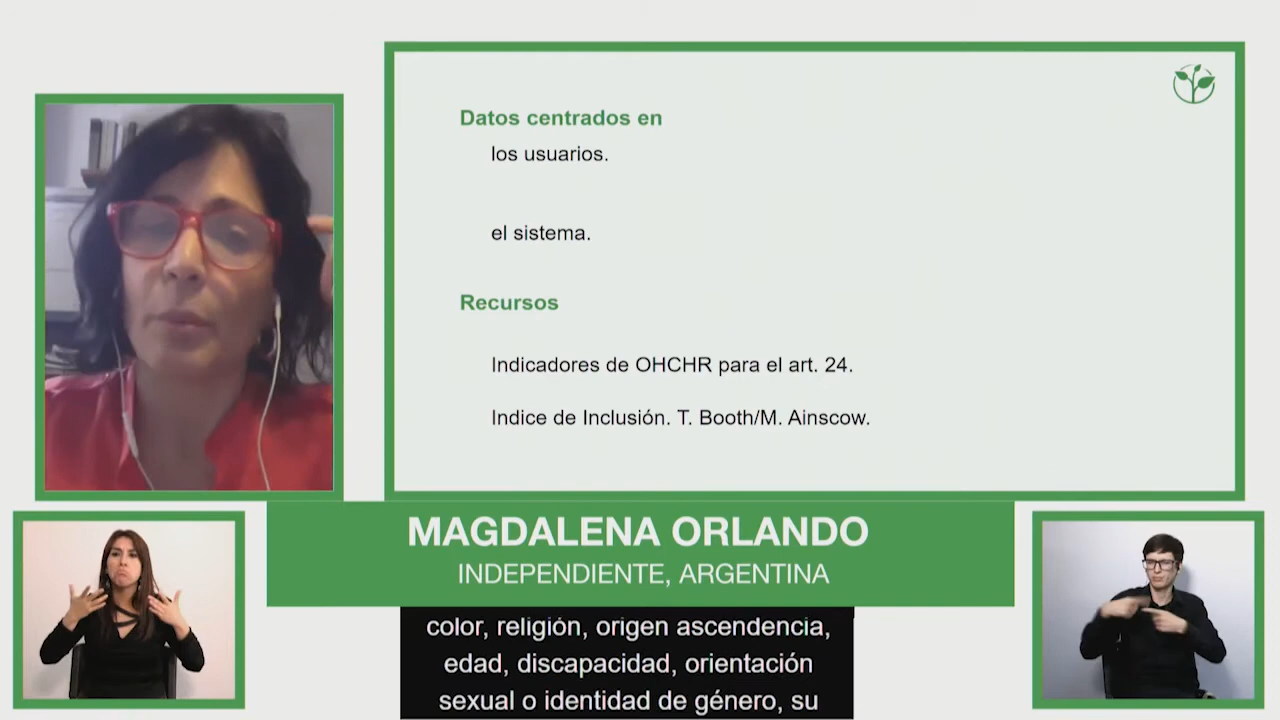 Datos centrados en
los usuarios.
el sistema.
Recursos
Indicadores de OHCHR para el art. 24.
Indice de Inclusión. T. Booth/M. Ainscow.
MAGDALENA ORLANDO
INDEPENDIENTE, ARGENTINA
color, religión, origen ascendencia,
edad, discapacidad, orientación
sexual o identidad de género, su